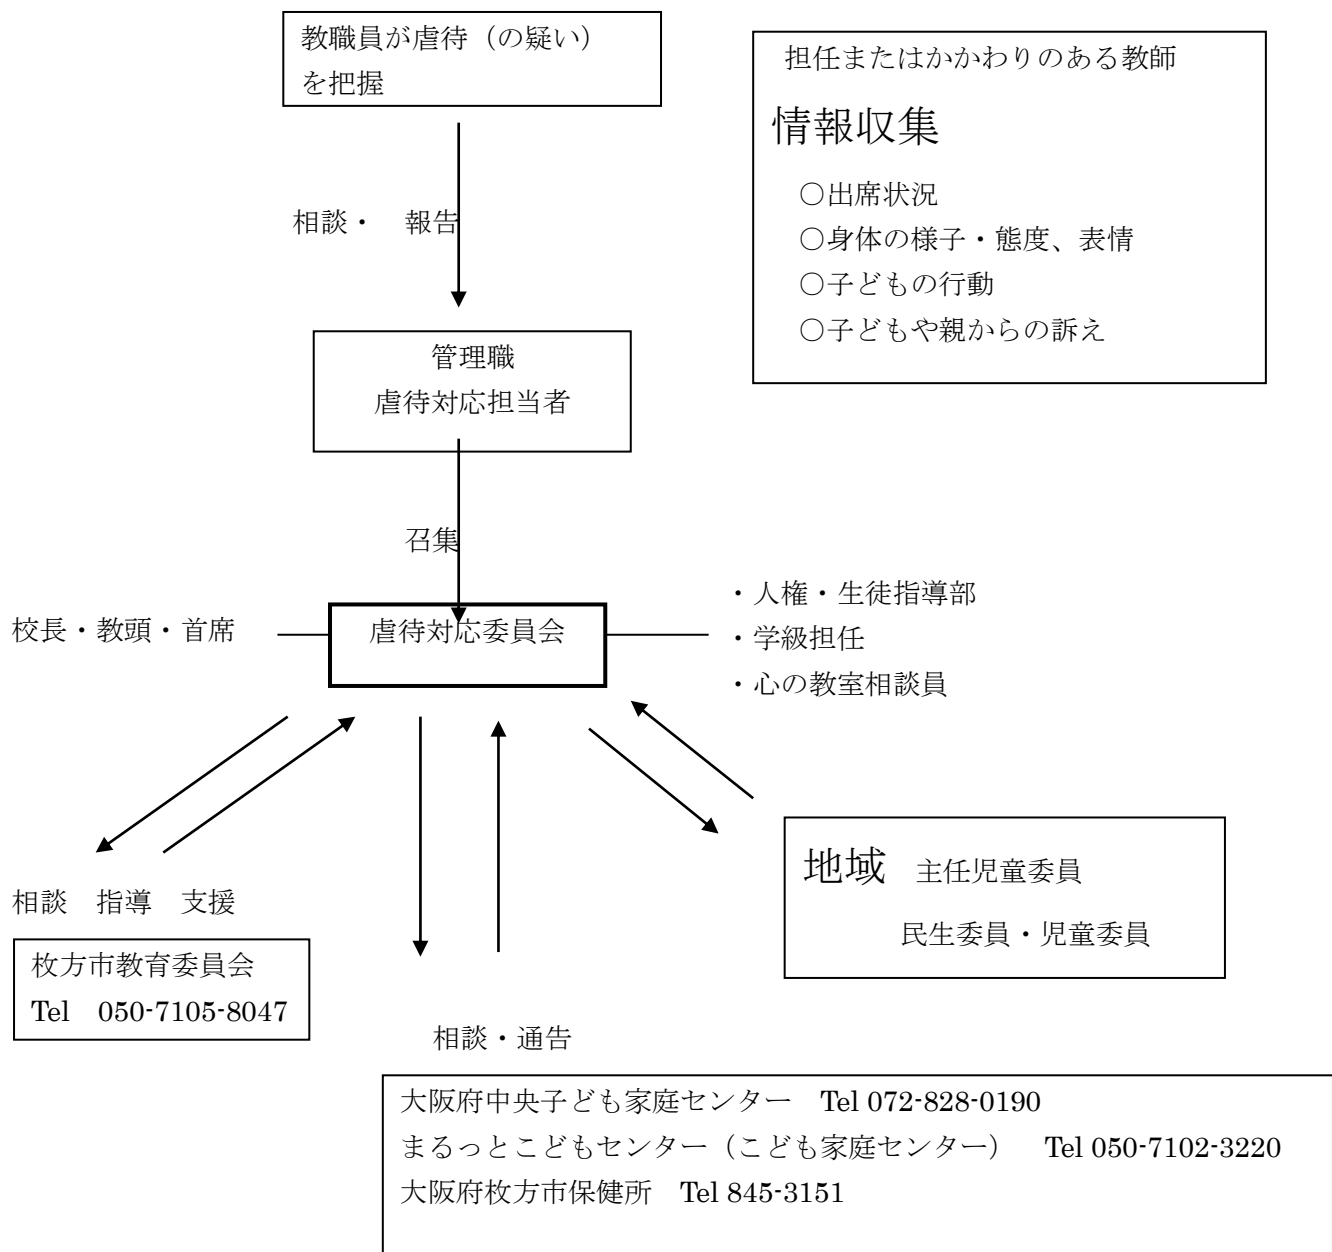 教職員が虐待（の疑い）
を把握
担任またはかかわりのある教師
情報収集
○出席状況
○身体の様子・態度、表情
○子どもの行動
○子どもや親からの訴え
相談・　報告
管理職
虐待対応担当者
召集
校長・教頭・首席
虐待対応委員会
・人権・生徒指導部
・学級担任
・心の教室相談員
地域　主任児童委員
民生委員・児童委員
相談　指導　支援
枚方市教育委員会
Tel　050-7105-8047
相談・通告
大阪府中央子ども家庭センター　Tel 072-828-0190
まるっとこどもセンター（こども家庭センター）　Tel 050-7102-3220
大阪府枚方市保健所　Tel 845-3151